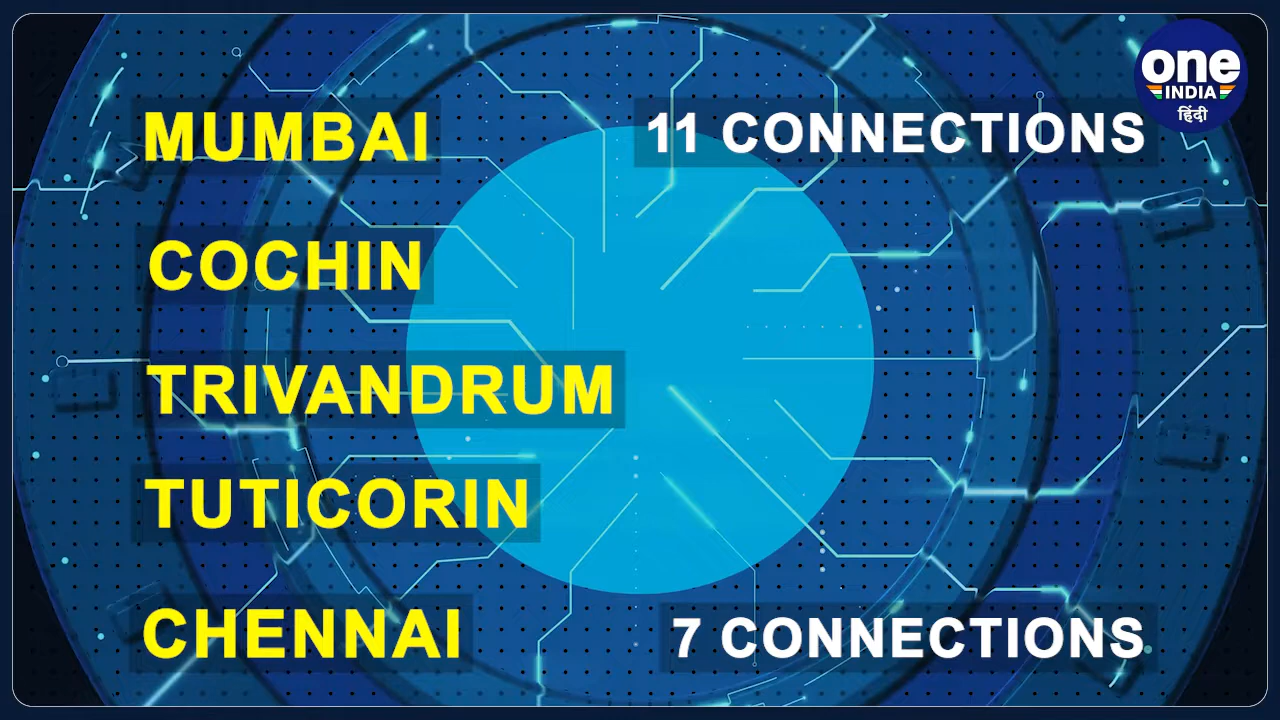 one
INDIA
हिंदी
MUMBAI
11 CONNECTIONS
COCHIN
TRIVANDRUM
TUTICORIN
CHENNAI
7 CONNECTIONS